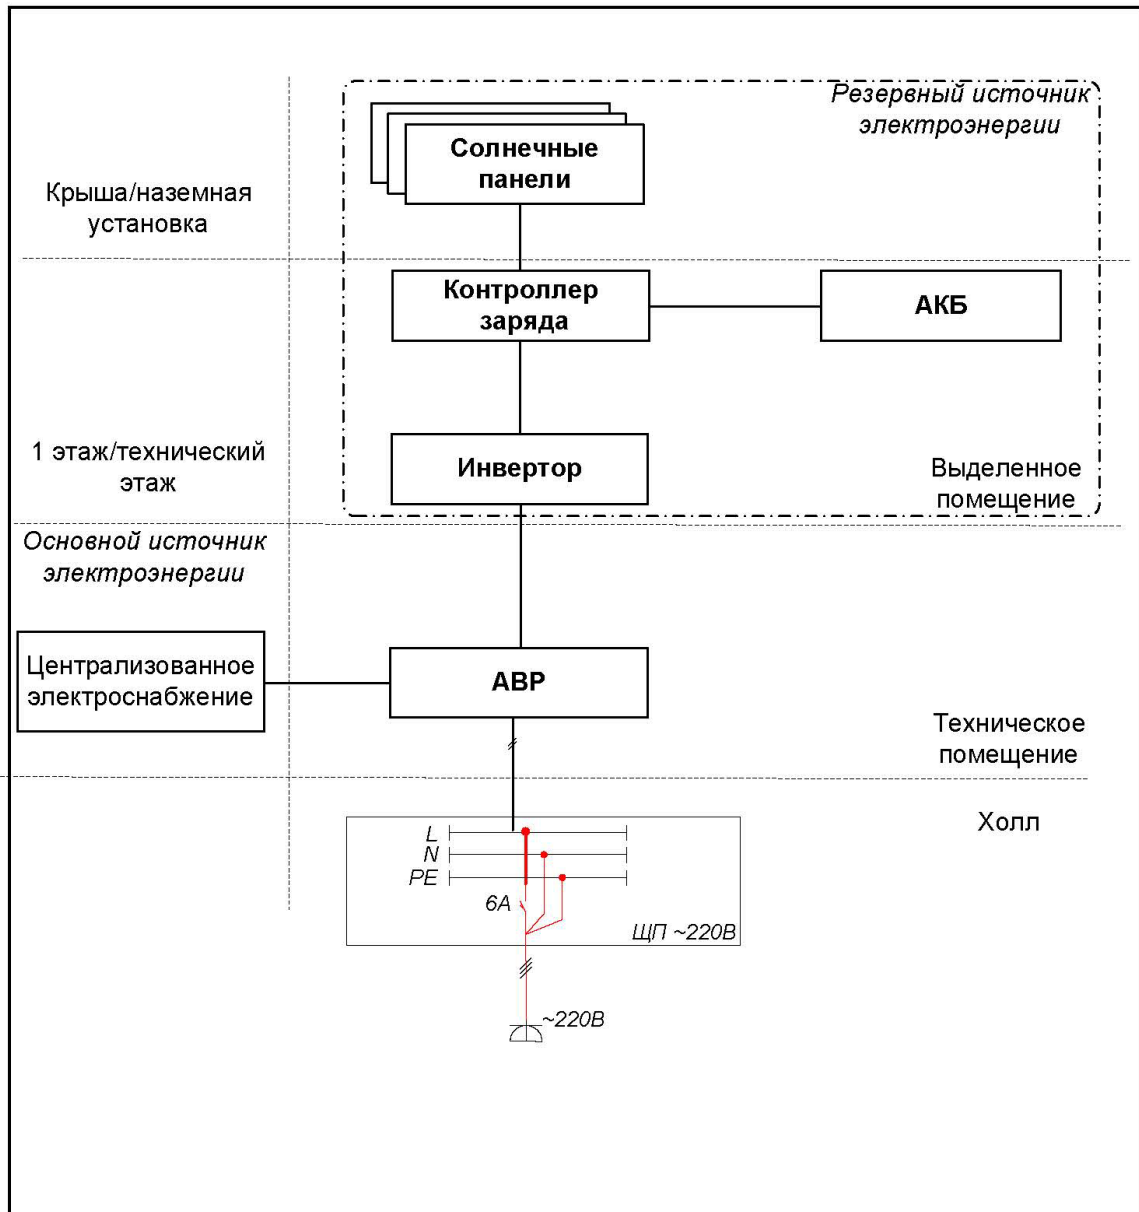 Резервный источник
электроэнергии
Солнечные
панели
Крыша/наземная
установка
Контроллер
заряда
АКБ
1 этаж/технический
этаж
Инвертор
Выделенное
помещение
Основной источник
электроэнергии
Централизованное
электроснабжение
АВР
Техническое
помещение
Холл
L
N
PE
6А
ЩП ~220В
~220В